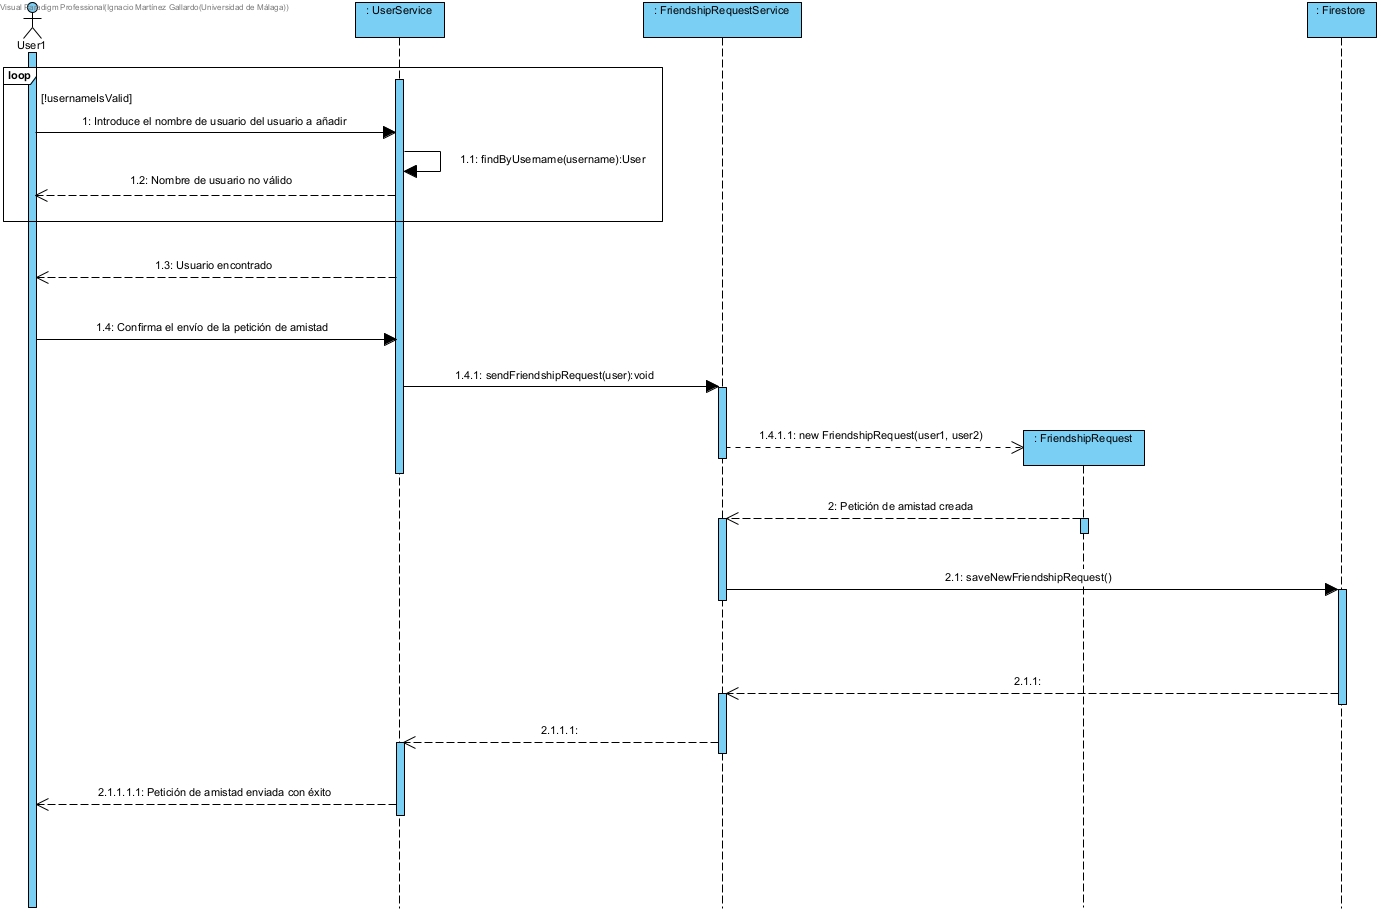 Visual Paradigm Professional(Ignacio Martínez Gallardo(Universidad de Málaga))
: UserService
: FriendshipRequestService
: Firestore
User1
loop
[!usernameIsValid]
1: Introduce el nombre de usuario del usuario a añadir
1.1: findByUsername(username):User
1.2: Nombre de usuario no válido
1.3: Usuario encontrado
1.4: Confirma el envío de la petición de amistad
1.4.1: sendFriendshipRequest(user):void
1.4.1.1: new FriendshipRequest(user1, user2)
: FriendshipRequest
2: Petición de amistad creada
2.1: saveNewFriendshipRequest()
2.1.1:
2.1.1.1:
2.1.1.1.1: Petición de amistad enviada con éxito